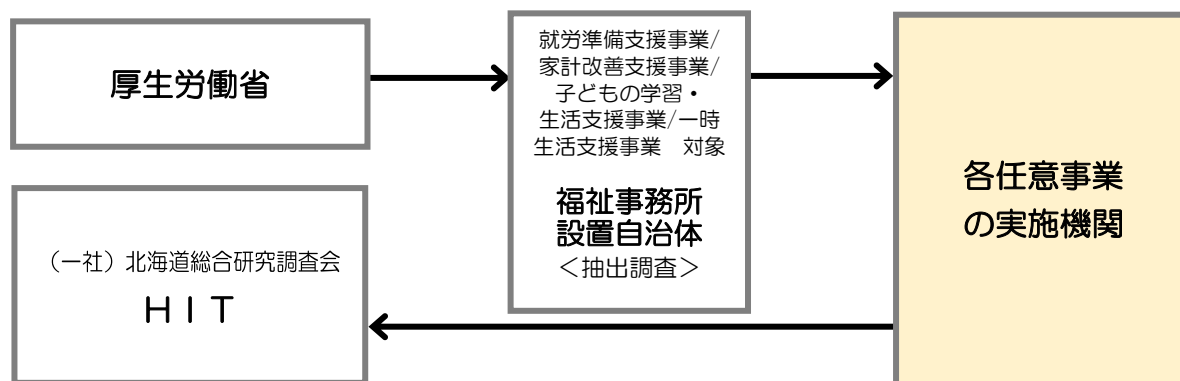 厚生労働省
就労準備支援事業/
家計改善支援事業/
子どもの学習・
生活支援事業/一時
生活支援事業　対象
福祉事務所
設置自治体
＜抽出調査＞
各任意事業
の実施機関
（一社）北海道総合研究調査会
ＨＩＴ